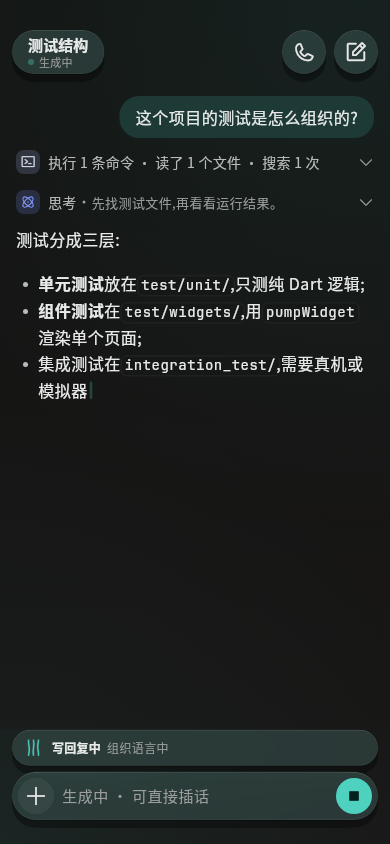 测试结构
生成中
这个项目的测试是怎么组织的?
执行 1 条命令 · 读了 1 个文件 · 搜索 1 次
思考 · 先找测试文件,再看看运行结果。
测试分成三层:
• 单元测试放在 test/unit/,只测纯 Dart 逻辑;
• 组件测试在 test/widgets/,用 pumpWidget
渲染单个页面;
• 集成测试在 integration_test/,需要真机或
模拟器
写回复中 组织语言中
生成中 · 可直接插话